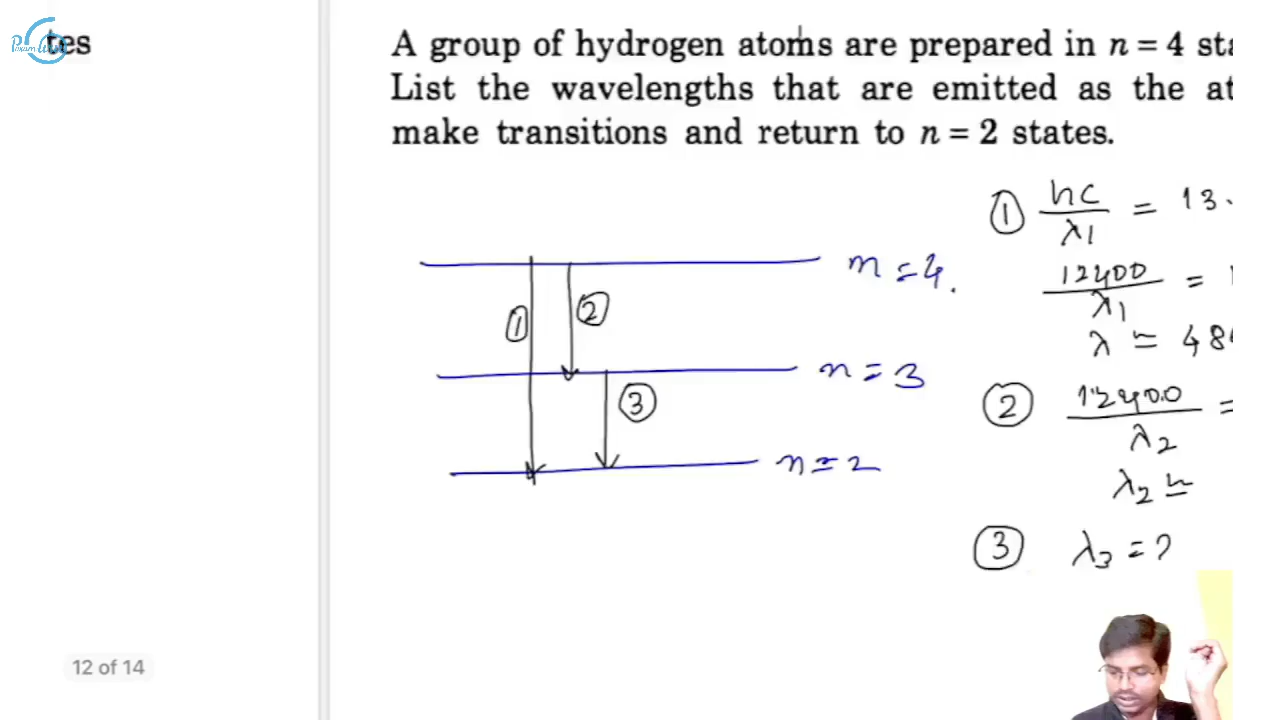 tes
A group of hydrogen atoms are prepared in n = 4
List the wavelengths that are emitted as the
make transitions and return to n = 2 states.
① hc/λ1 = 13.
n = 4.
② ①
12400/λ1 =
λ ≃ 48
n = 3
③
② 12400/λ2 =
n = 2
λ2 ≃
③ λ3 = ?
12 of 14